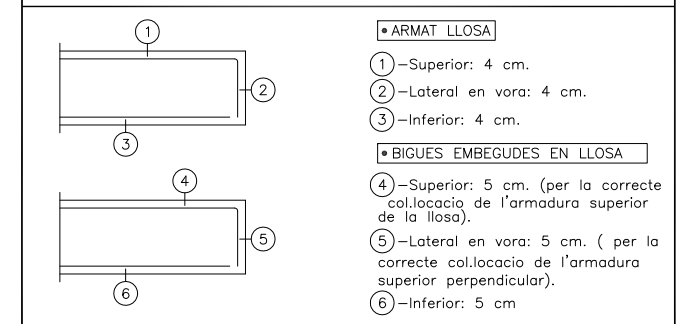 1
2
3
4
5
6
• ARMAT LLOSA
1 -Superior: 4 cm.
2 -Lateral en vora: 4 cm.
3 -Inferior: 4 cm.
• BIGUES EMBEGUDES EN LLOSA
4 -Superior: 5 cm. (per la correcte
col.locacio de l'armadura superior
de la llosa).
5 -Lateral en vora: 5 cm. ( per la
correcte col.locacio de l'armadura
superior perpendicular).
6 -Inferior: 5 cm